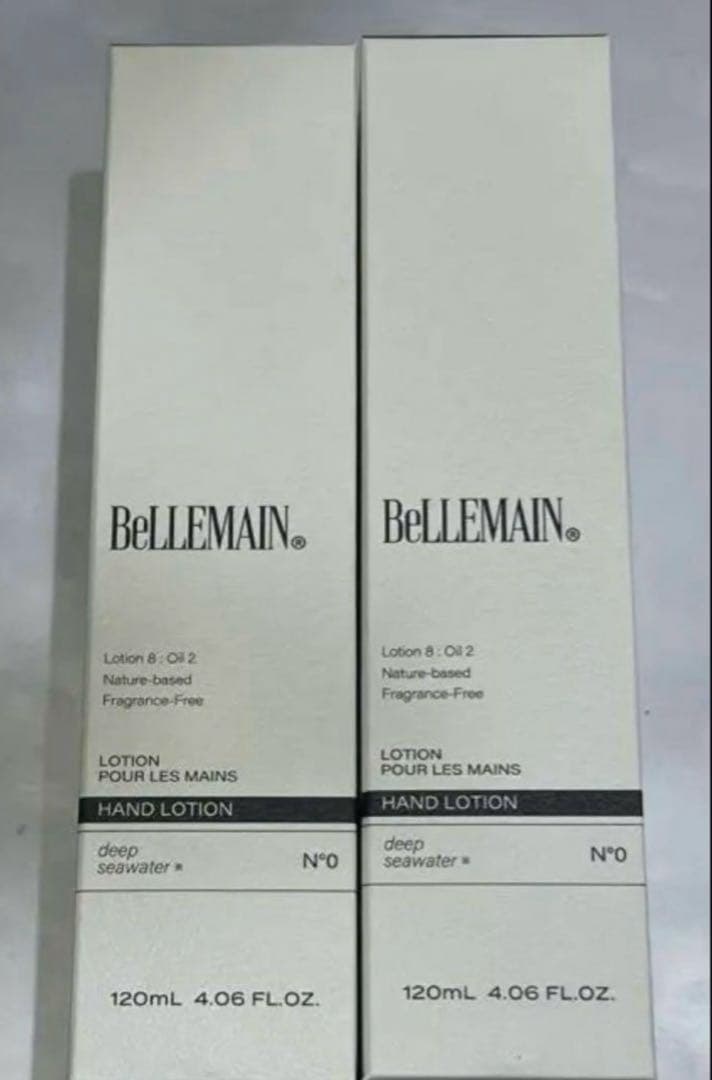 BeLLEMAIN®
Lotion 8 : Oil 2
Nature-based
Fragrance-Free
LOTION
POUR LES MAINS
HAND LOTION
deep
seawater※
N°0
120mL 4.06 FL.OZ.
BeLLEMAIN®
Lotion 8 : Oil 2
Nature-based
Fragrance-Free
LOTION
POUR LES MAINS
HAND LOTION
deep
seawater※
N°0
120mL 4.06 FL.OZ.